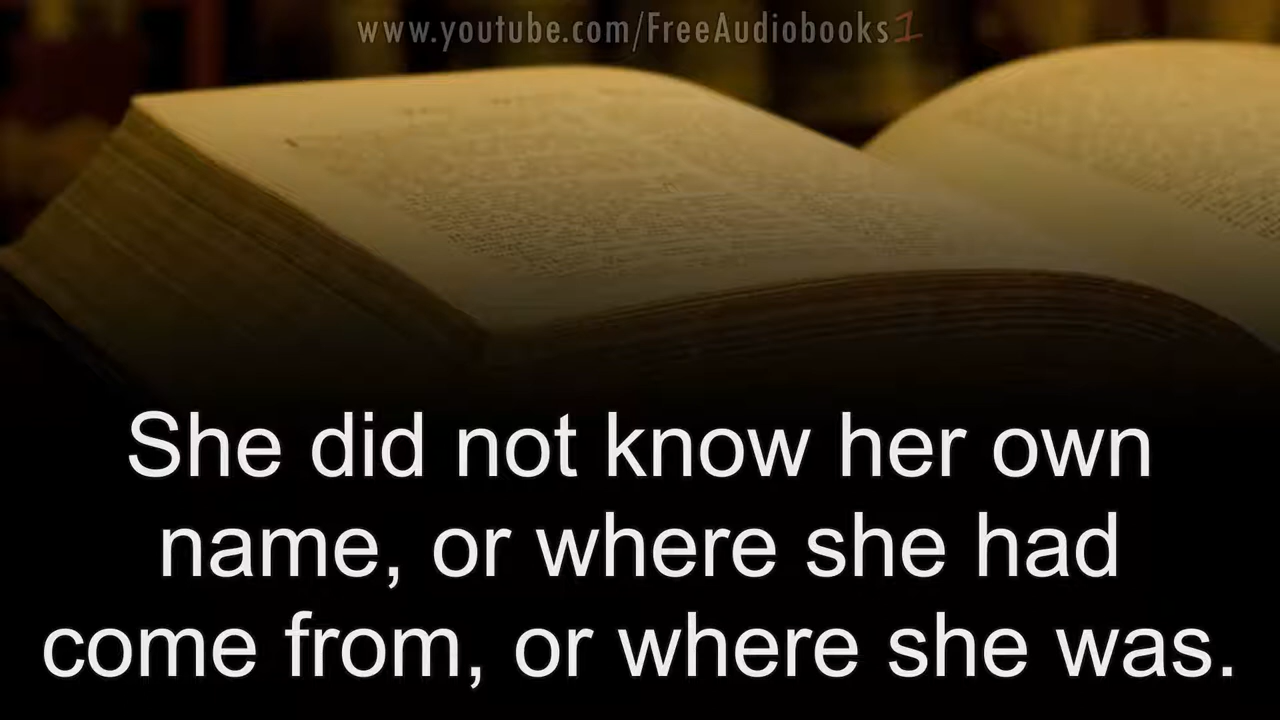 www.youtube.com/FreeAudiobooks1
She did not know her own
name, or where she had
come from, or where she was.